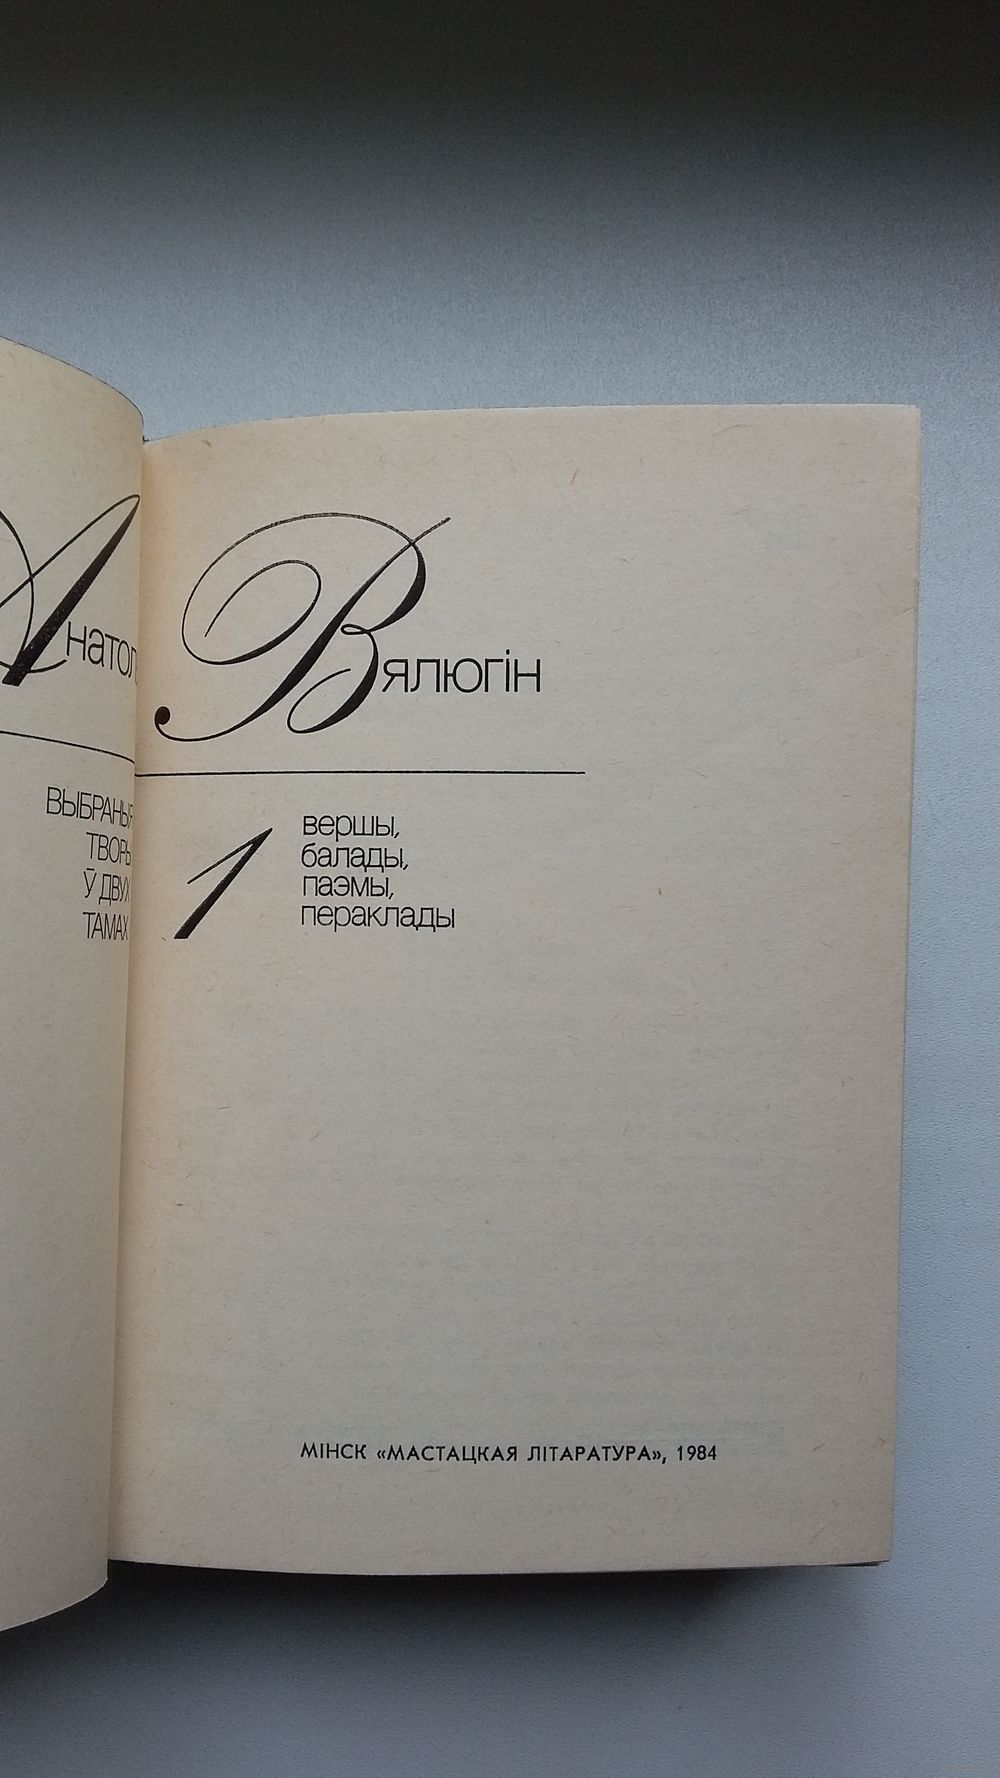 Анатол
ВЫБРАНЫЯ
ТВОРЫ
Ў ДВУХ
ТАМАХ
Вялюгін
1
вершы,
балады,
паэмы,
пераклады
МІНСК «МАСТАЦКАЯ ЛІТАРАТУРА», 1984